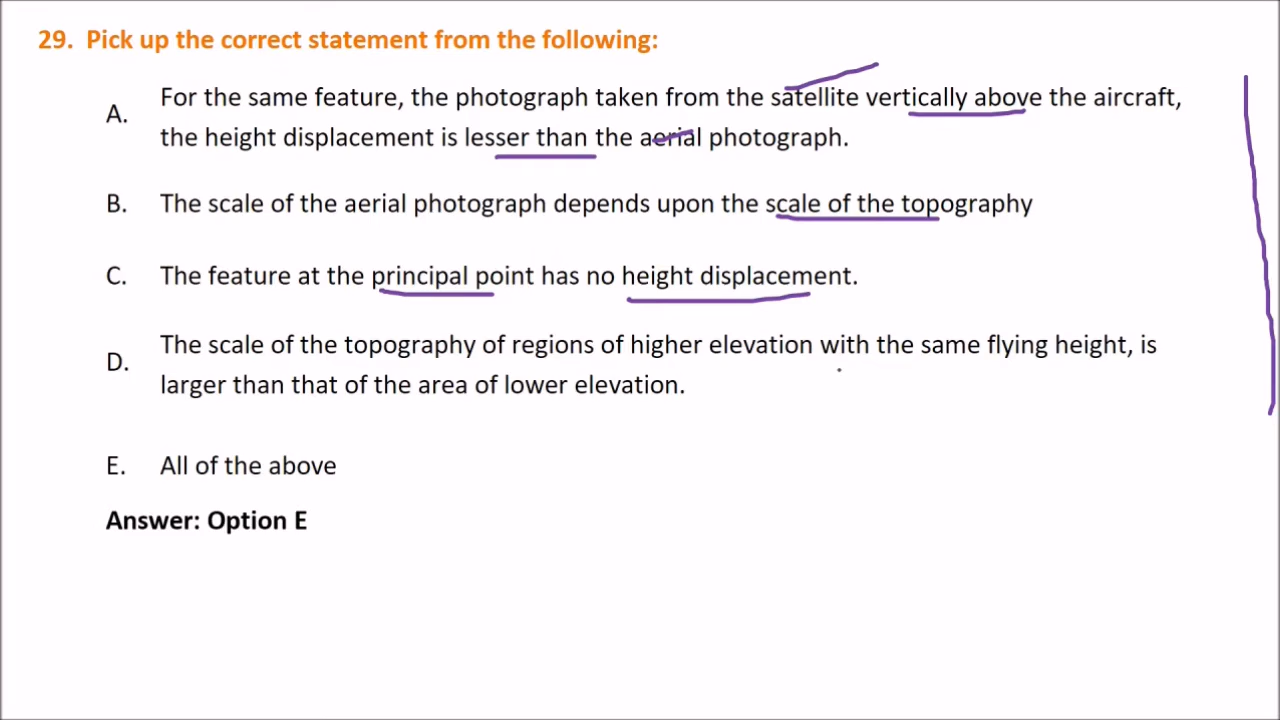 29. Pick up the correct statement from the following:
A. For the same feature, the photograph taken from the satellite vertically above the aircraft,
the height displacement is lesser than the aerial photograph.
B. The scale of the aerial photograph depends upon the scale of the topography
C. The feature at the principal point has no height displacement.
D. The scale of the topography of regions of higher elevation with the same flying height, is
larger than that of the area of lower elevation.
E. All of the above
Answer: Option E